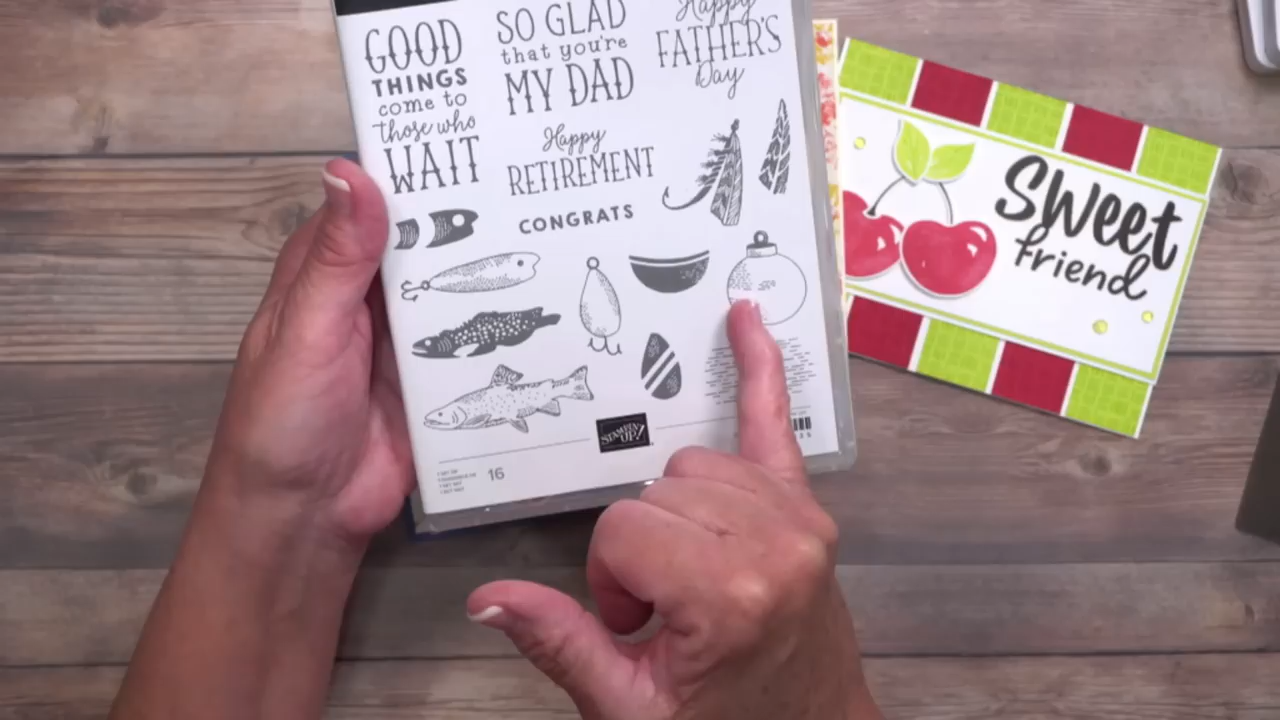 GOOD
THINGS
come to
those who
WAIT
SO GLAD
that you're
MY DAD
Happy
FATHER'S
Day
Happy
RETIREMENT
CONGRATS
STAMPIN'
UP!
16
Sweet
friend